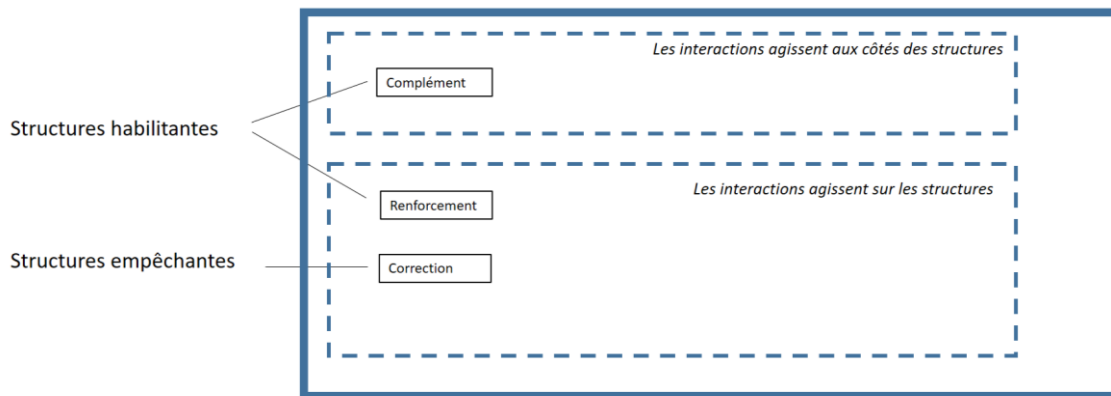 Les interactions agissent aux côtés des structures
Complément
Structures habilitantes
Les interactions agissent sur les structures
Renforcement
Structures empêchantes
Correction